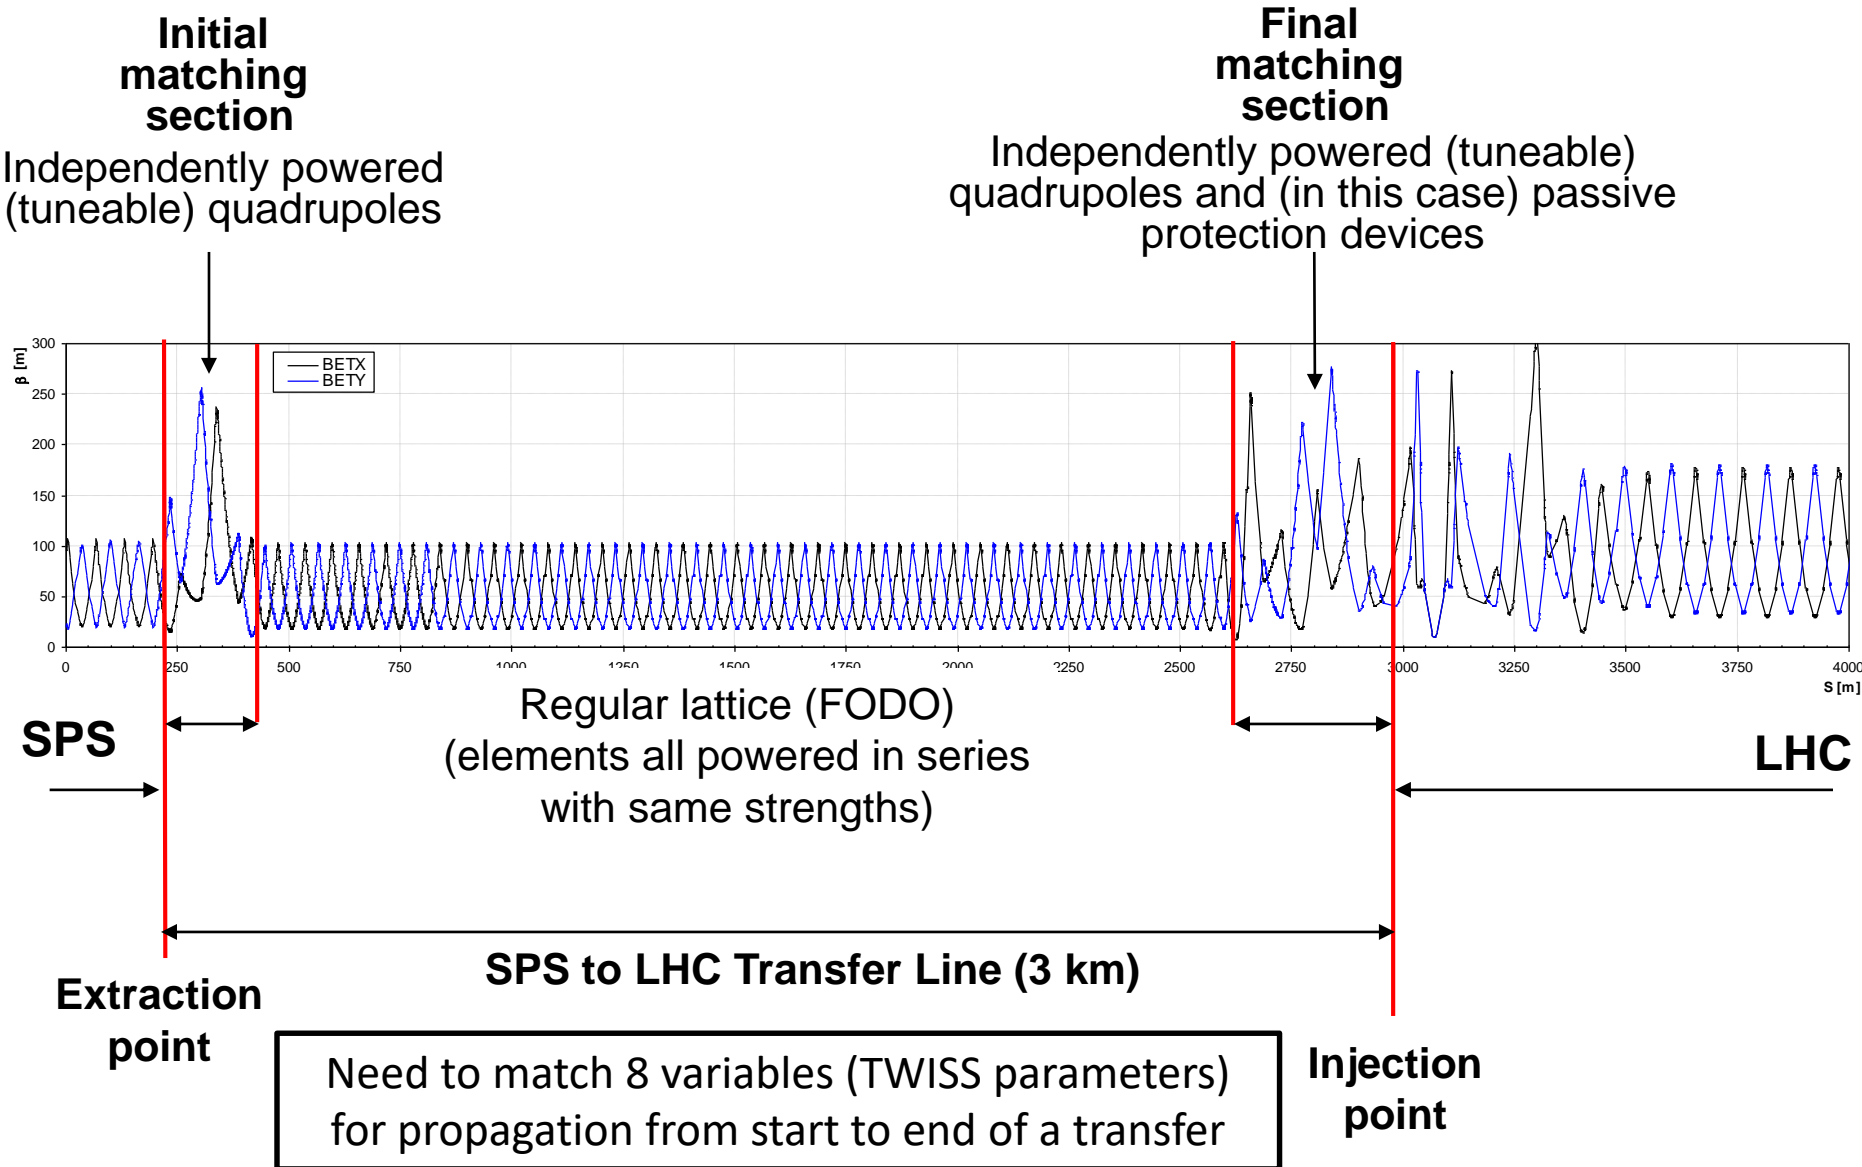 Initial
matching
section
Independently powered
(tuneable) quadrupoles
Final
matching
section
Independently powered (tuneable)
quadrupoles and (in this case) passive
protection devices
β [m]
300
250
200
150
100
50
0
BETX
BETY
0 250 500 750 1000 1250 1500 1750 2000 2250 2500 2750 3000 3250 3500 3750 4000
S [m]
SPS
Regular lattice (FODO)
(elements all powered in series
with same strengths)
LHC
SPS to LHC Transfer Line (3 km)
Extraction
point
Injection
point
Need to match 8 variables (TWISS parameters)
for propagation from start to end of a transfer